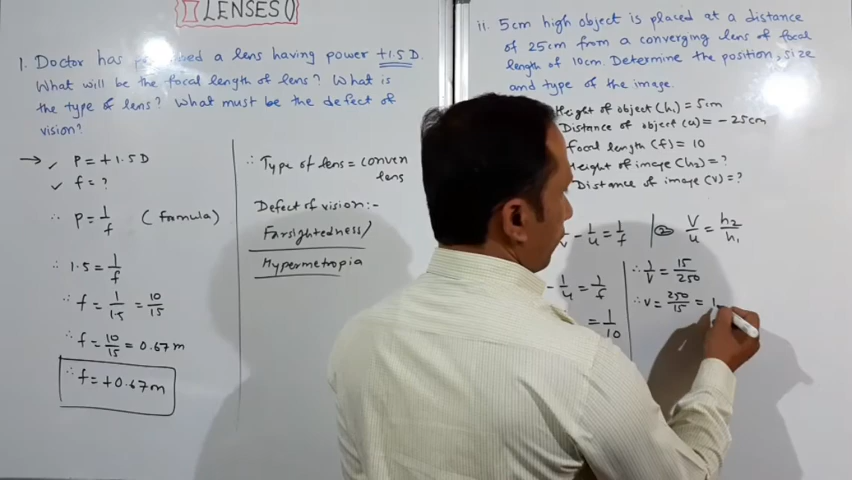 LENSES()
1. Doctor has a lens having power +1.5 D.
What will be the focal length of lens? What is
the type of lens? What must be the defect of
vision?
→ ✓ P = +1.5 D
✓ f = ?
∴ P = 1/f (formula)
∴ 1.5 = 1/f
∴ f = 1/1.5 = 10/15
∴ f = 10/15 = 0.67 m
∴ f = +0.67 m
∴ Type of lens = conven
lens
Defect of vision:-
Farsightedness/
Hypermetropia
ii. 5cm high object is placed at a distance
of 25cm from a converging lens of focal
length of 10cm. Determine the position, size
and type of the image.
Height of object (h₁) = 5cm
Distance of object (u) = -25cm
focal length (f) = 10
Height of image (h₂) = ?
Distance of image (v) = ?
- 1/u = 1/f
② V/u = h₂/h₁
- 1/u = 1/f
= 1/10
∴ 1/V = 15/250
∴ v = 250/15 = 1